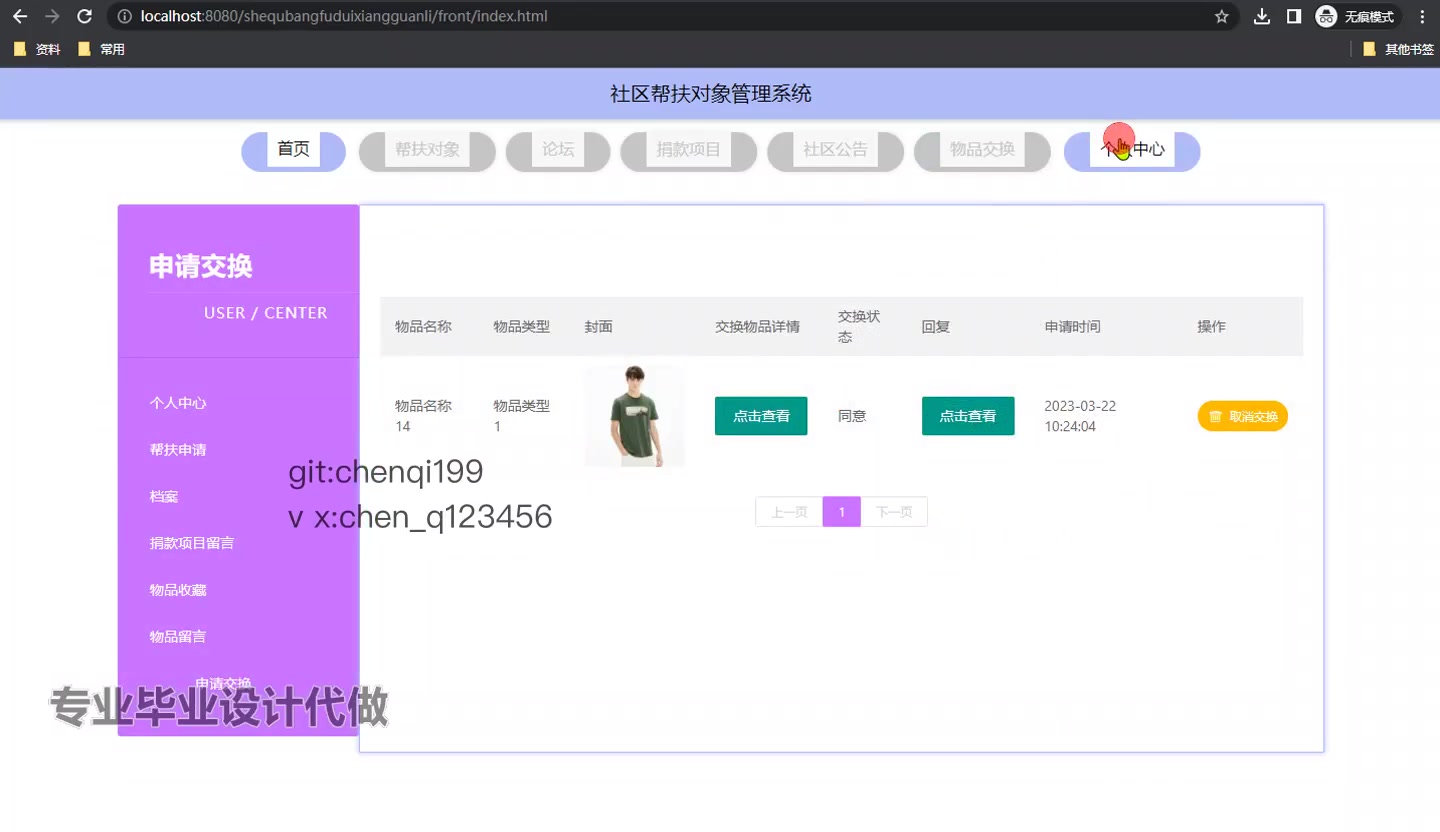 localhost:8080/shequbangfuduixiangguanli/front/index.html
无痕模式
资料
常用
其他书签
社区帮扶对象管理系统
首页
帮扶对象
论坛
捐款项目
社区公告
物品交换
个人中心
申请交换
USER / CENTER
个人中心
帮扶申请
档案
捐款项目留言
物品收藏
物品留言
申请交换
物品名称
物品类型
封面
交换物品详情
交换状
态
回复
申请时间
操作
物品名称
14
物品类型
1
点击查看
同意
点击查看
2023-03-22
10:24:04
取消交换
上一页
1
下一页
git:chenqi199
v x:chen_q123456
专业毕业设计代做